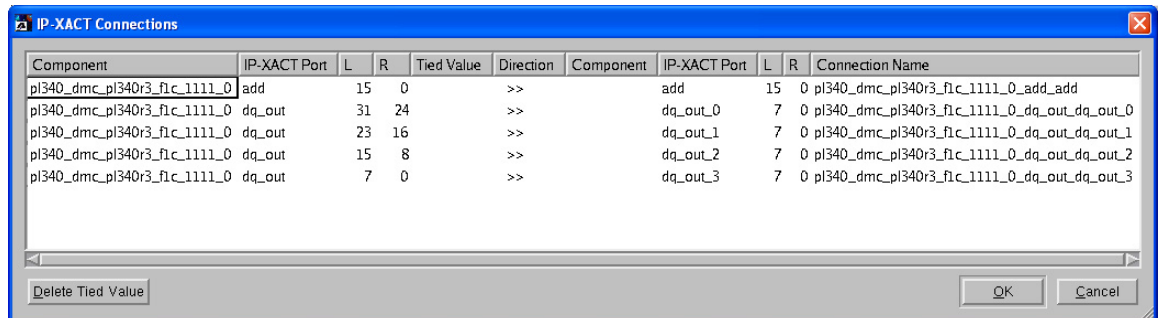 IP-XACT Connections
Component IP-XACT Port L R Tied Value Direction Component IP-XACT Port L R Connection Name
pl340_dmc_pl340r3_f1c_1111_0 add 15 0 >> add 15 0 pl340_dmc_pl340r3_f1c_1111_0_add_add
pl340_dmc_pl340r3_f1c_1111_0 dq_out 31 24 >> dq_out_0 7 0 pl340_dmc_pl340r3_f1c_1111_0_dq_out_dq_out_0
pl340_dmc_pl340r3_f1c_1111_0 dq_out 23 16 >> dq_out_1 7 0 pl340_dmc_pl340r3_f1c_1111_0_dq_out_dq_out_1
pl340_dmc_pl340r3_f1c_1111_0 dq_out 15 8 >> dq_out_2 7 0 pl340_dmc_pl340r3_f1c_1111_0_dq_out_dq_out_2
pl340_dmc_pl340r3_f1c_1111_0 dq_out 7 0 >> dq_out_3 7 0 pl340_dmc_pl340r3_f1c_1111_0_dq_out_dq_out_3
Delete Tied Value OK Cancel